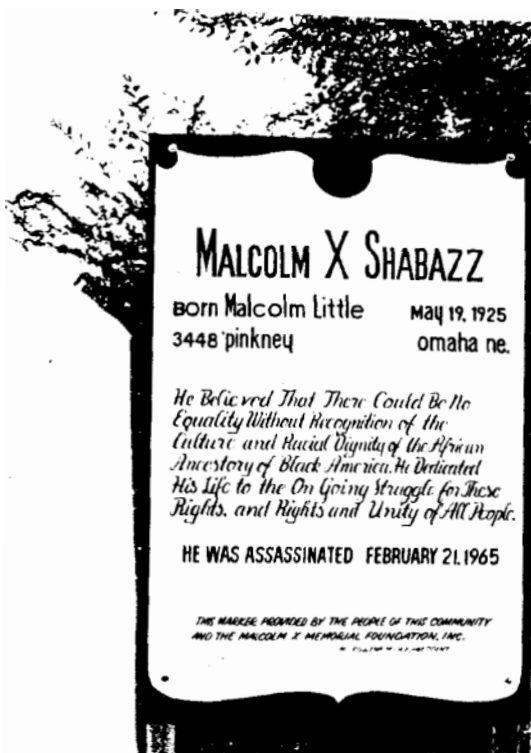 MALCOLM X SHABAZZ
Born Malcolm Little May 19, 1925
3448 pinkney omaha ne.
He Believed That There Could Be No
Equality Without Recognition of the
Culture and Racial Dignity of the African
Ancestory of Black America. He Dedicated
His Life to the On Going Struggle for These
Rights, and Rights and Unity of All People.
HE WAS ASSASSINATED FEBRUARY 21, 1965
THIS MARKER PROVIDED BY THE PEOPLE OF THIS COMMUNITY
AND THE MALCOLM X MEMORIAL FOUNDATION, INC.